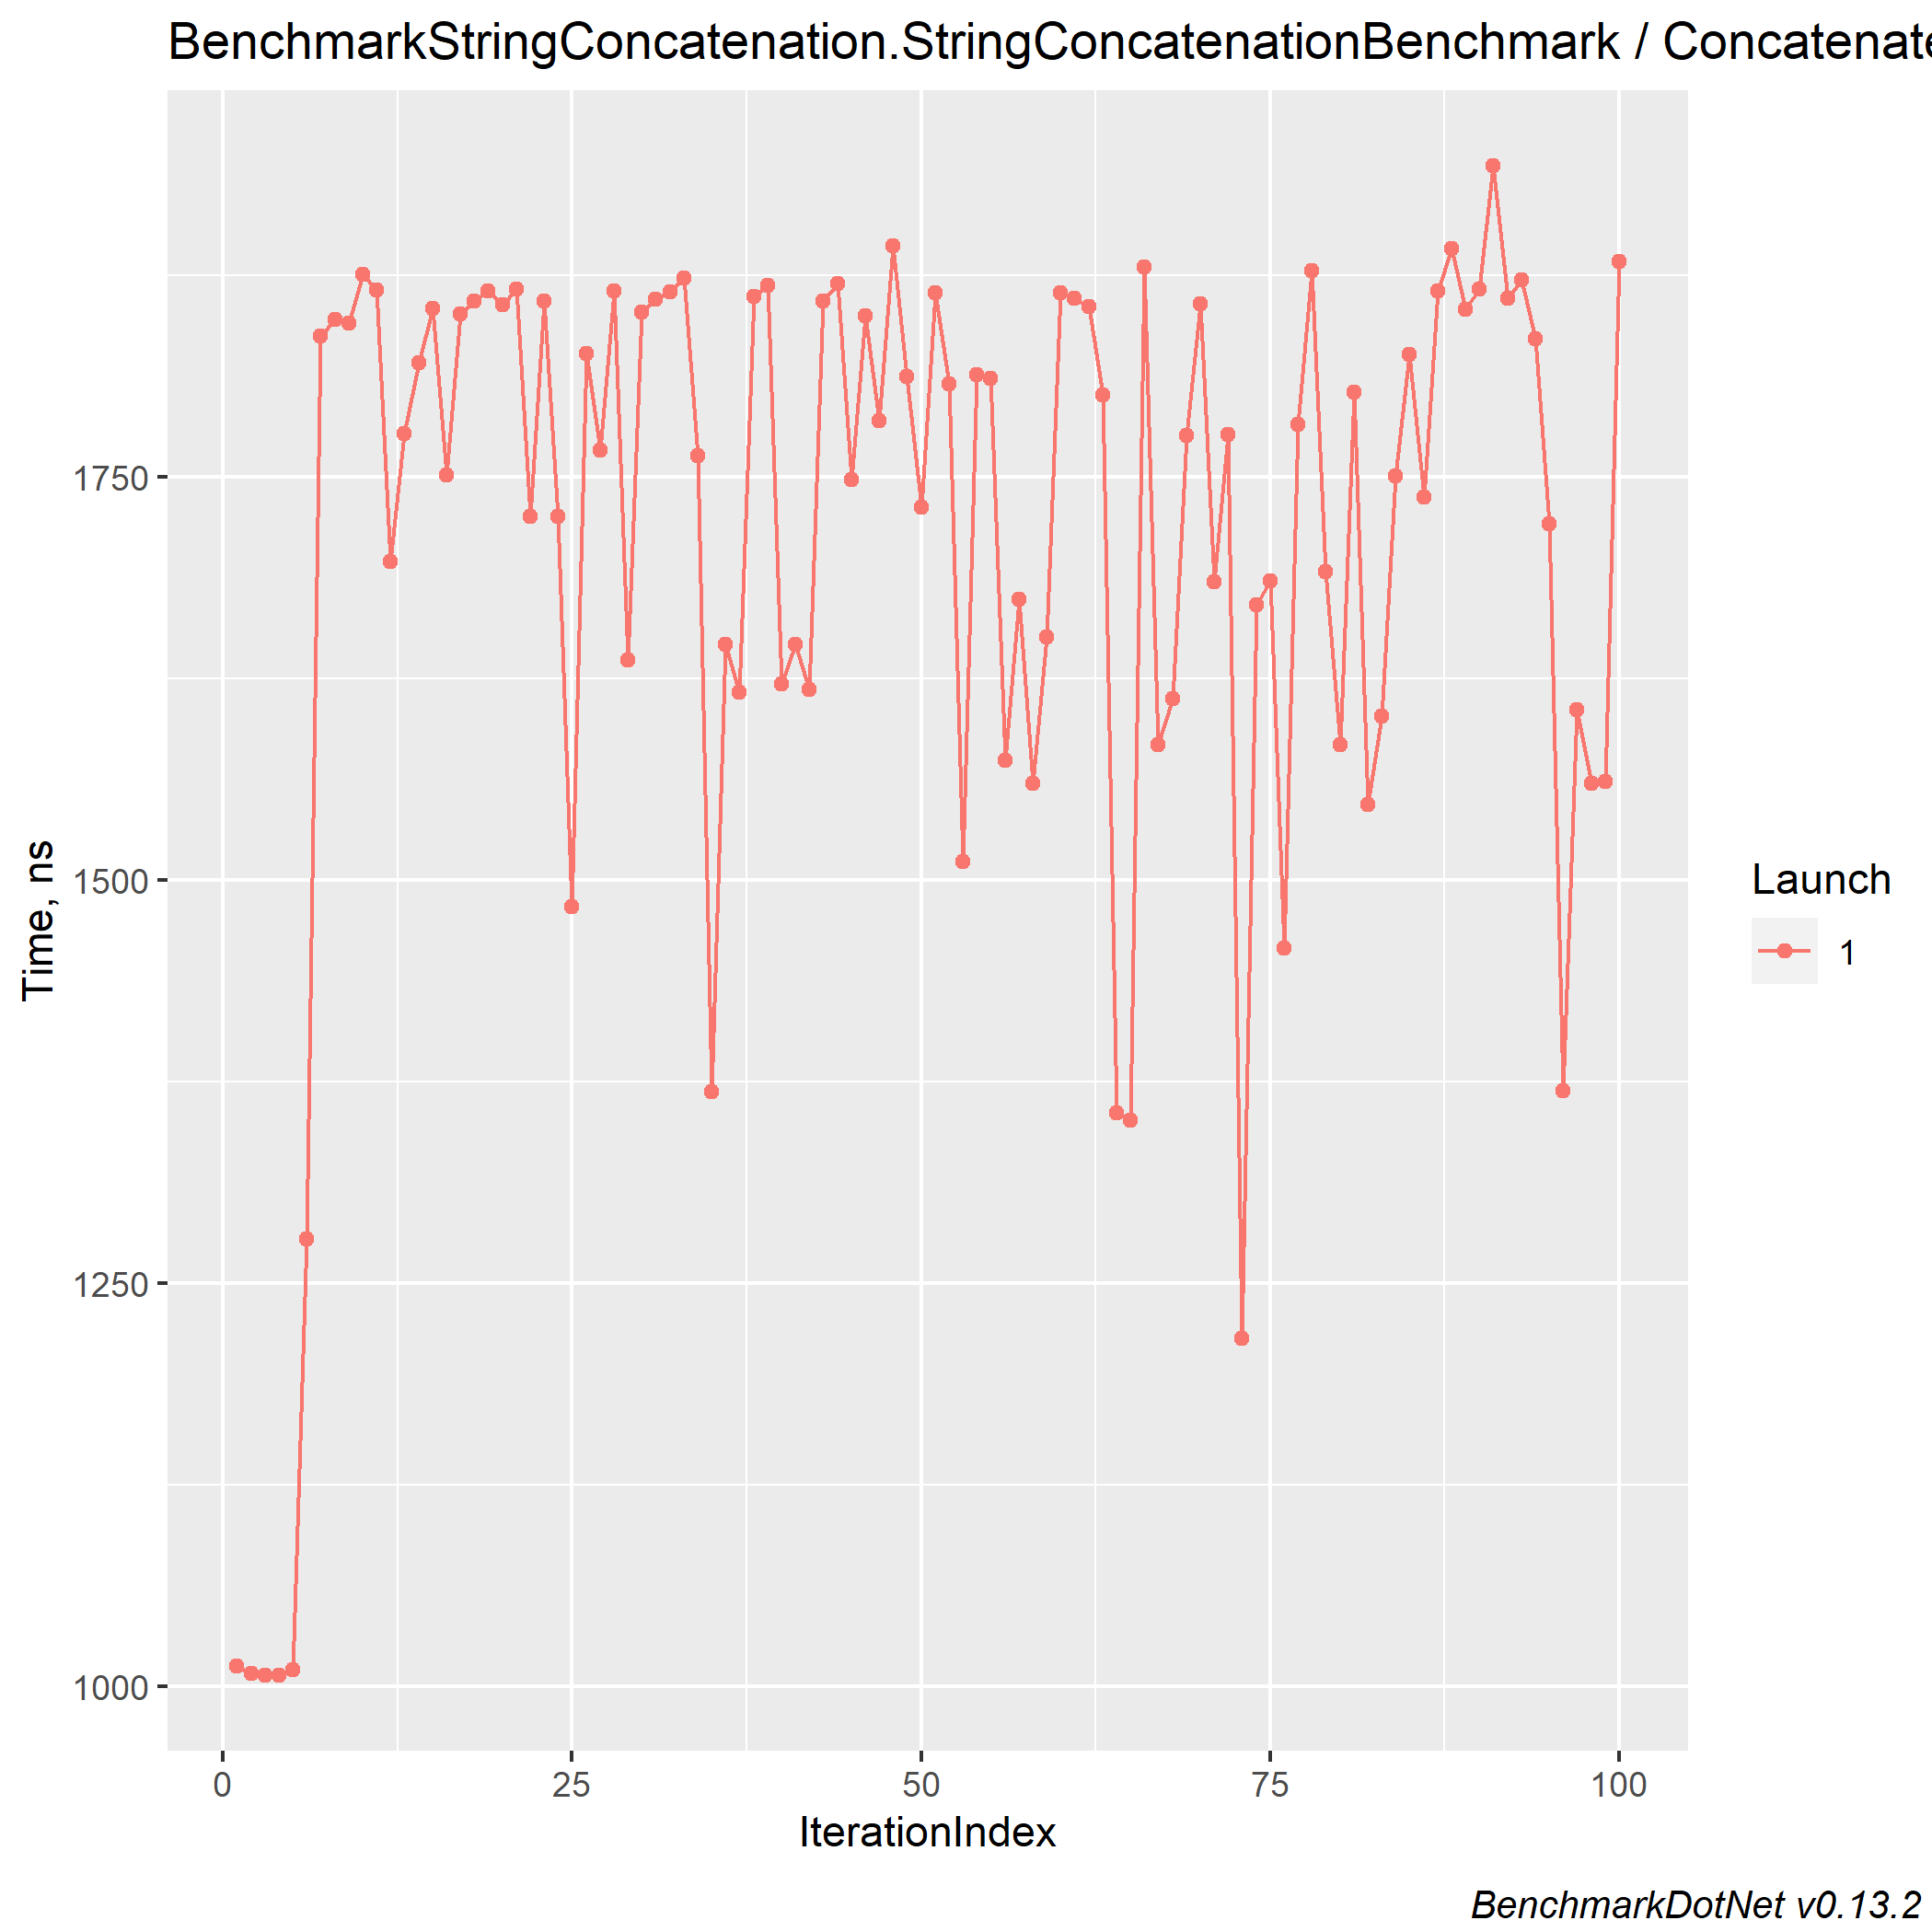 BenchmarkStringConcatenation.StringConcatenationBenchmark / Concatenate
Time, ns
1750
1500
1250
1000
0 25 50 75 100
IterationIndex
Launch
1
BenchmarkDotNet v0.13.2